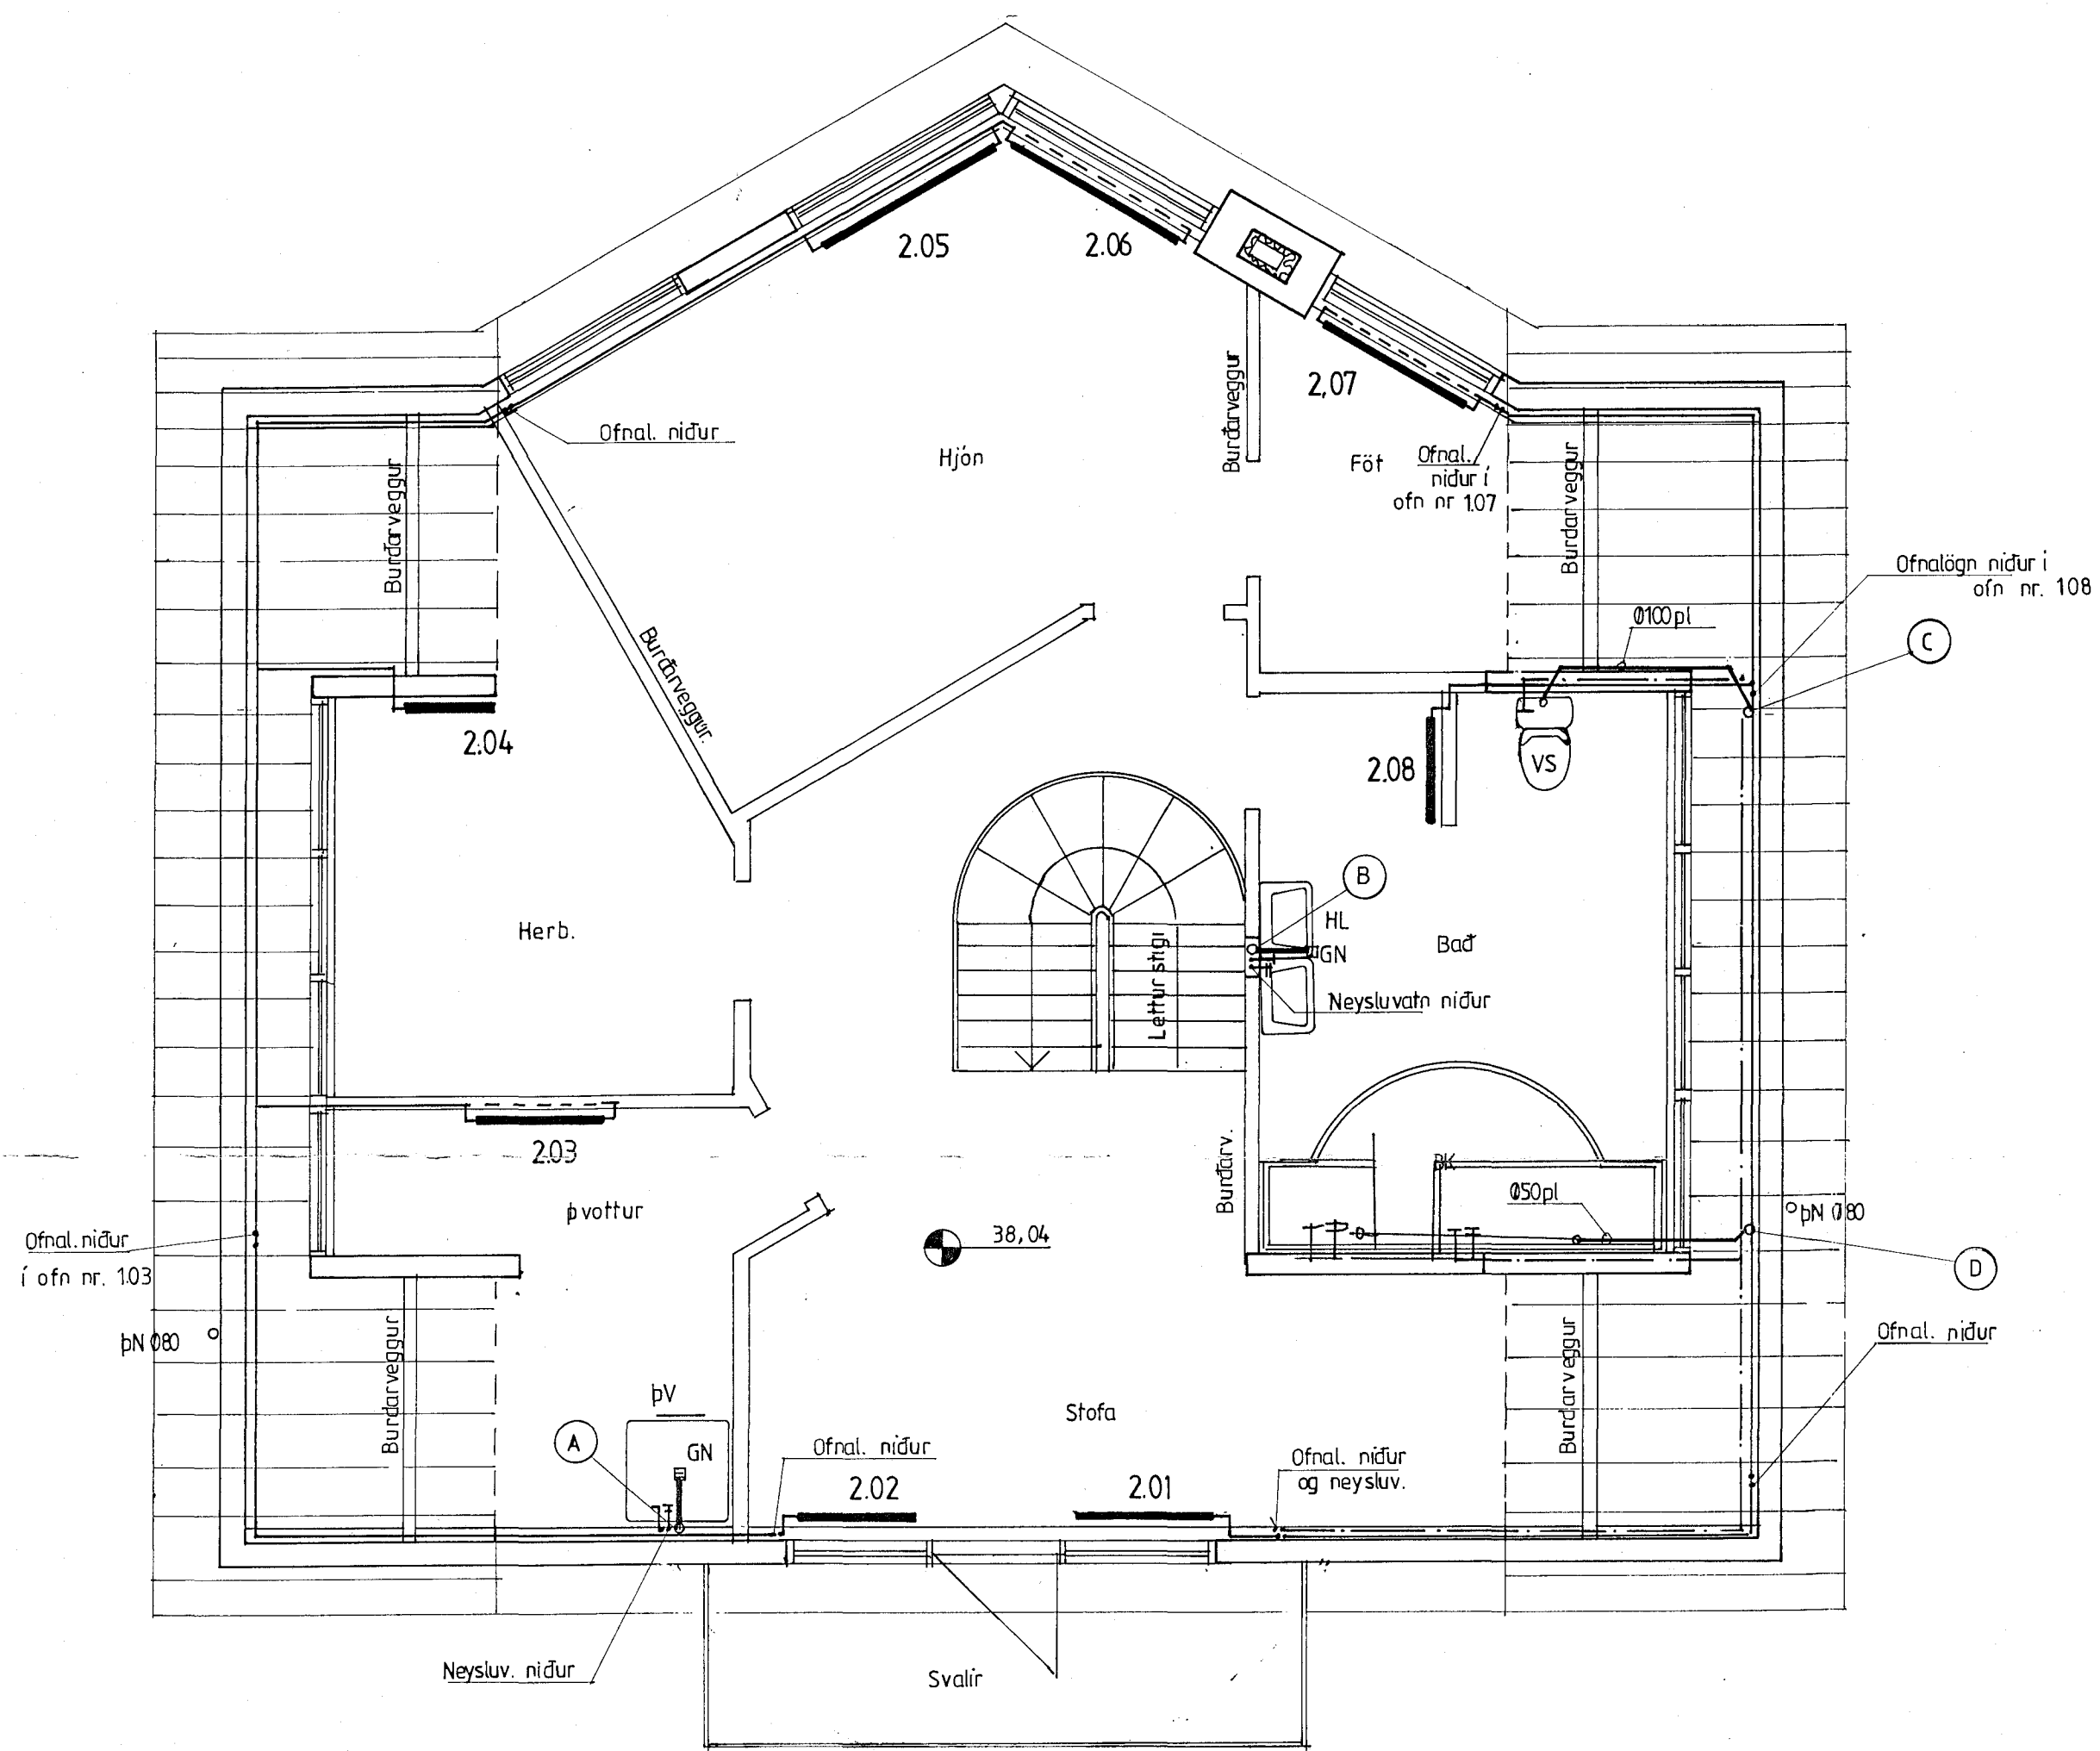 2.05
2.06
2,07
Burðarveggur
Ofnal. niður
Hjón
Föt
Ofnal.
niður í
ofn nr 1.07
Burðarveggur
Burðarveggur
Ofnalögn niður í
ofn nr. 108
Ø100pl
C
Burðarveggur.
2.04
2.08
VS
B
HL
GN
Bað
Herb.
Léttur stigi
Neysluvatn niður
2.03
Burðarv.
BK
Ø50pl
þvottur
þN Ø80
38,04
Ofnal. niður
í ofn nr. 1.03
D
þN Ø80
Ofnal. niður
Burðarveggur
Burðarveggur
þV
Stofa
A
GN
Ofnal. niður
Ofnal. niður
og neysluv.
2.02
2.01
Neysluv. niður
Svalir